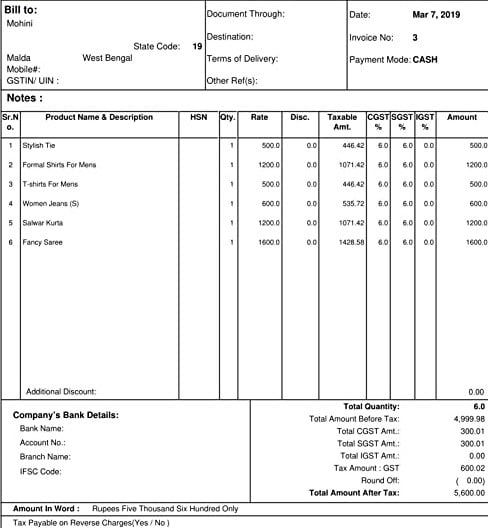 Bill to:
Mohini
State Code: 19
Malda West Bengal
Mobile#:
GSTIN/ UIN :
Document Through:
Destination:
Terms of Delivery:
Other Ref(s):
Date: Mar 7, 2019
Invoice No: 3
Payment Mode: CASH
Notes :
Sr.No. Product Name & Description HSN Qty. Rate Disc. Taxable Amt. CGST % SGST % IGST % Amount
1 Stylish Tie 1 500.0 0.0 446.42 6.0 6.0 0.0 500.0
2 Formal Shirts For Mens 1 1200.0 0.0 1071.42 6.0 6.0 0.0 1200.0
3 T-shirts For Mens 1 500.0 0.0 446.42 6.0 6.0 0.0 500.0
4 Women Jeans (S) 1 600.0 0.0 535.72 6.0 6.0 0.0 600.0
5 Salwar Kurta 1 1200.0 0.0 1071.42 6.0 6.0 0.0 1200.0
6 Fancy Saree 1 1600.0 0.0 1428.58 6.0 6.0 0.0 1600.0
Additional Discount: 0.00
Company's Bank Details:
Bank Name:
Account No.:
Branch Name:
IFSC Code:
Total Quantity: 6.0
Total Amount Before Tax: 4,999.98
Total CGST Amt.: 300.01
Total SGST Amt.: 300.01
Total IGST Amt.: 0.00
Tax Amount : GST 600.02
Round Off: ( 0.00)
Total Amount After Tax: 5,600.00
Amount In Word : Rupees Five Thousand Six Hundred Only
Tax Payable on Reverse Charges(Yes / No )